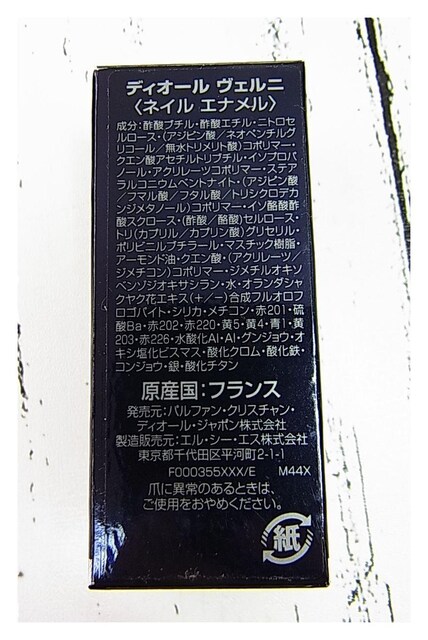 ディオール ヴェルニ
〈ネイル エナメル〉
成分：酢酸ブチル・酢酸エチル・ニトロセ
ルロース・（アジピン酸／ネオペンチルグ
リコール／無水トリメリト酸）コポリマー・
クエン酸アセチルトリブチル・イソプロパ
ノール・アクリレーツコポリマー・ステア
ラルコニウムベントナイト・（アジピン酸
／フマル酸／フタル酸／トリシクロデカ
ンジメタノール）コポリマー・イソ酪酸酢
酸スクロース・（酢酸／酪酸）セルロース・
トリ（カプリル／カプリン酸）グリセリル・
ポリビニルブチラール・マスチック樹脂・
アーモンド油・クエン酸・（アクリレーツ／
ジメチコン）コポリマー・ジメチルオキソ
ベンゾジオキサシラン・水・オランダシャ
クヤク花エキス（＋／－）合成フルオロフ
ロゴパイト・シリカ・メチコン・赤201・硫
酸Ba・赤202・赤220・黄5・黄4・青1・黄
203・赤226・水酸化Al・Al・グンジョウ・オ
キシ塩化ビスマス・酸化クロム・酸化鉄・
コンジョウ・銀・酸化チタン
原産国：フランス
発売元：パルファン・クリスチャン・
ディオール・ジャポン株式会社
製造販売元：エル・シー・エス株式会社
東京都千代田区平河町2-1-1
F000355XXX/E M44X
爪に異常のあるときは、
ご使用をおやめください。
紙